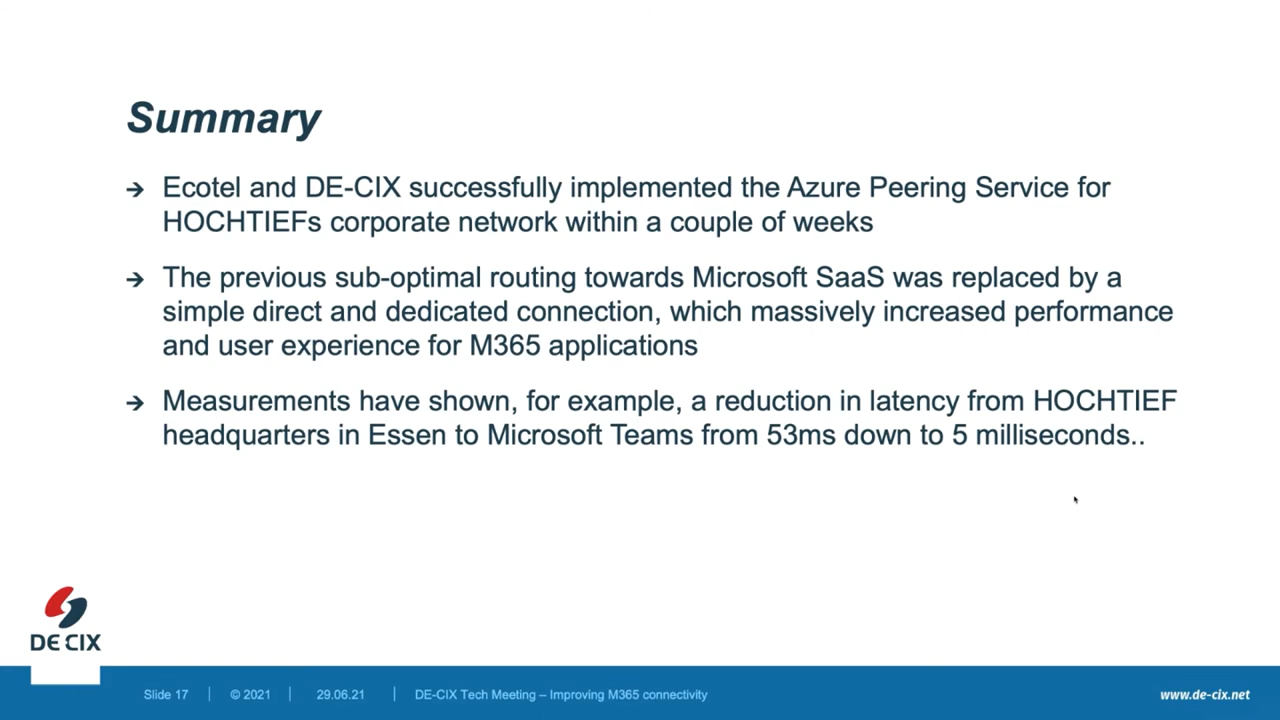 Summary
→ Ecotel and DE-CIX successfully implemented the Azure Peering Service for
HOCHTIEFs corporate network within a couple of weeks
→ The previous sub-optimal routing towards Microsoft SaaS was replaced by a
simple direct and dedicated connection, which massively increased performance
and user experience for M365 applications
→ Measurements have shown, for example, a reduction in latency from HOCHTIEF
headquarters in Essen to Microsoft Teams from 53ms down to 5 milliseconds..
DE CIX
Slide 17 | © 2021 | 29.06.21 | DE-CIX Tech Meeting – Improving M365 connectivity
www.de-cix.net